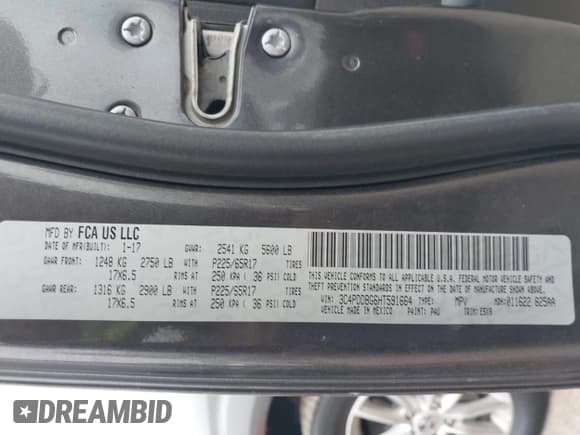 MFD BY FCA US LLC
DATE OF MFR(BUILT): 1-17 GVWR: 2541 KG 5600 LB
GAWR FRONT: 1248 KG 2750 LB WITH P225/65R17 TIRES
17X6.5 RIMS AT 250 KPA ( 36 PSI) COLD
GAWR REAR: 1316 KG 2900 LB WITH P225/65R17 TIRES
17X6.5 RIMS AT 250 KPA ( 36 PSI) COLD
THIS VEHICLE CONFORMS TO ALL APPLICABLE U.S.A. FEDERAL MOTOR VEHICLE SAFETY AND
THEFT PREVENTION STANDARDS IN EFFECT ON THE DATE OF MANUFACTURE SHOWN ABOVE.
VIN: 3C4PDDBG6HT591664 TYPE: MPV MDH:011622 825AA
VEHICLE MADE IN MEXICO PAINT: PAU TRIM:E5X9
DREAMBID